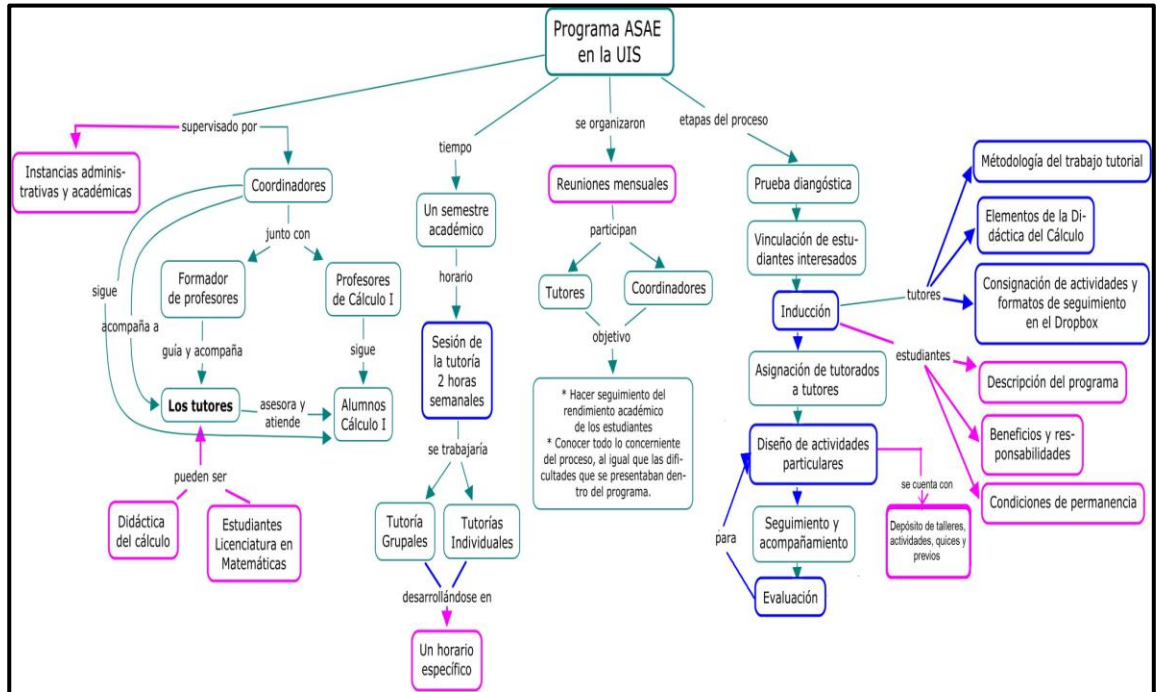 Programa ASAE
en la UIS
supervisado por
Instancias adminis-
trativas y académicas
Coordinadores
junto con
Formador
de profesores
Profesores
de Cálculo I
sigue
acompaña a
guía y acompaña
sigue
Los tutores
asesora y
atiende
Alumnos
Cálculo I
pueden ser
Didáctica
del cálculo
Estudiantes
Licenciatura en
Matemáticas
tiempo
Un semestre
académico
horario
Sesión de
la tutoría
2 horas
semanales
se trabajaría
Tutoría
Grupales
Tutorías
Individuales
desarrollándose en
Un horario
específico
se organizaron
Reuniones mensuales
participan
Tutores
Coordinadores
objetivo
* Hacer seguimiento del
rendimiento académico
de los estudiantes
* Conocer todo lo concerniente
del proceso, al igual que las difi-
cultades que se presentaban den-
tro del programa.
etapas del proceso
Prueba diangóstica
Vinculación de estu-
diantes interesados
Inducción
tutores
Métodología del trabajo tutorial
Elementos de la Di-
dáctica del Cálculo
Consignación de actividades y
formatos de seguimiento
en el Dropbox
estudiantes
Descripción del programa
Beneficios y res-
ponsabilidades
Condiciones de permanencia
Asignación de tutorados
a tutores
Diseño de actividades
particulares
se cuenta con
Depósito de talleres,
actividades, quices y
previos
Seguimiento y
acompañamiento
para
Evaluación